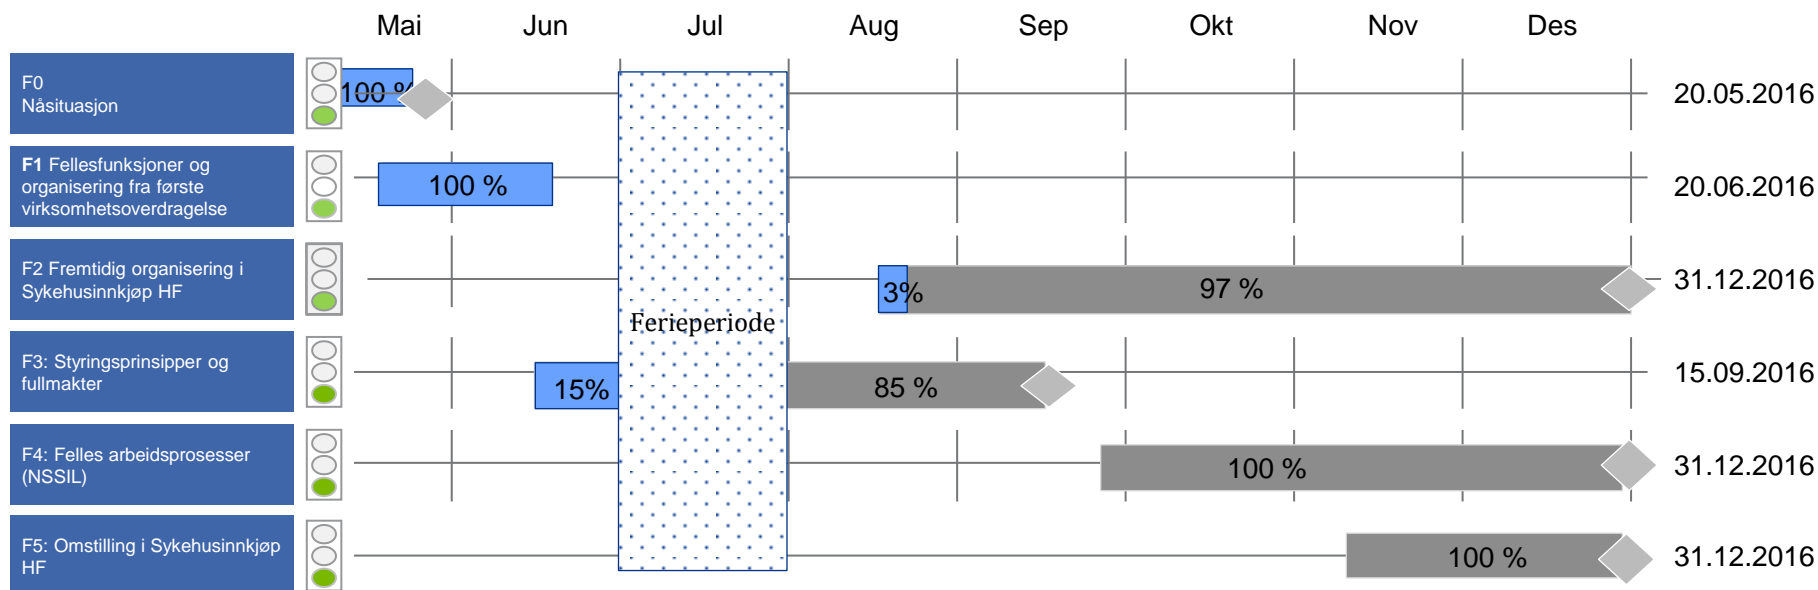 Mai Jun Jul Aug Sep Okt Nov Des
F0
Nåsituasjon
100 %
20.05.2016
F1 Fellesfunksjoner og
organisering fra første
virksomhetsoverdragelse
100 %
20.06.2016
F2 Fremtidig organisering i
Sykehusinnkjøp HF
3%
97 %
31.12.2016
Ferieperiode
F3: Styringsprinsipper og
fullmakter
15%
85 %
15.09.2016
F4: Felles arbeidsprosesser
(NSSIL)
100 %
31.12.2016
F5: Omstilling i Sykehusinnkjøp
HF
100 %
31.12.2016